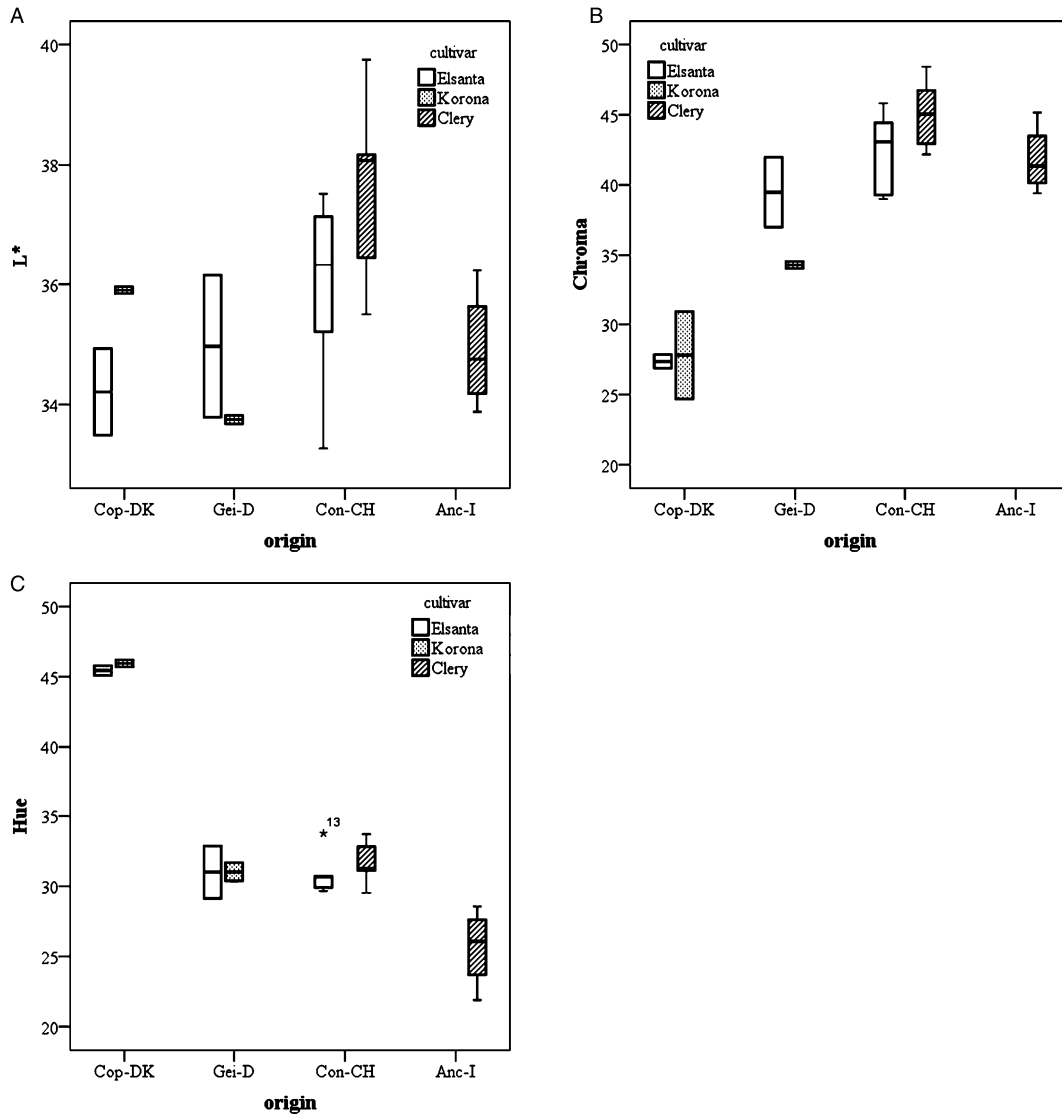 A
40
38
36
34
L*
cultivar
Elsanta
Korona
Clery
Cop-DK
Gei-D
Con-CH
Anc-I
origin
B
50
45
40
35
30
25
20
Chroma
cultivar
Elsanta
Korona
Clery
Cop-DK
Gei-D
Con-CH
Anc-I
origin
C
50
45
40
35
30
25
20
Hue
cultivar
Elsanta
Korona
Clery
*13
Cop-DK
Gei-D
Con-CH
Anc-I
origin